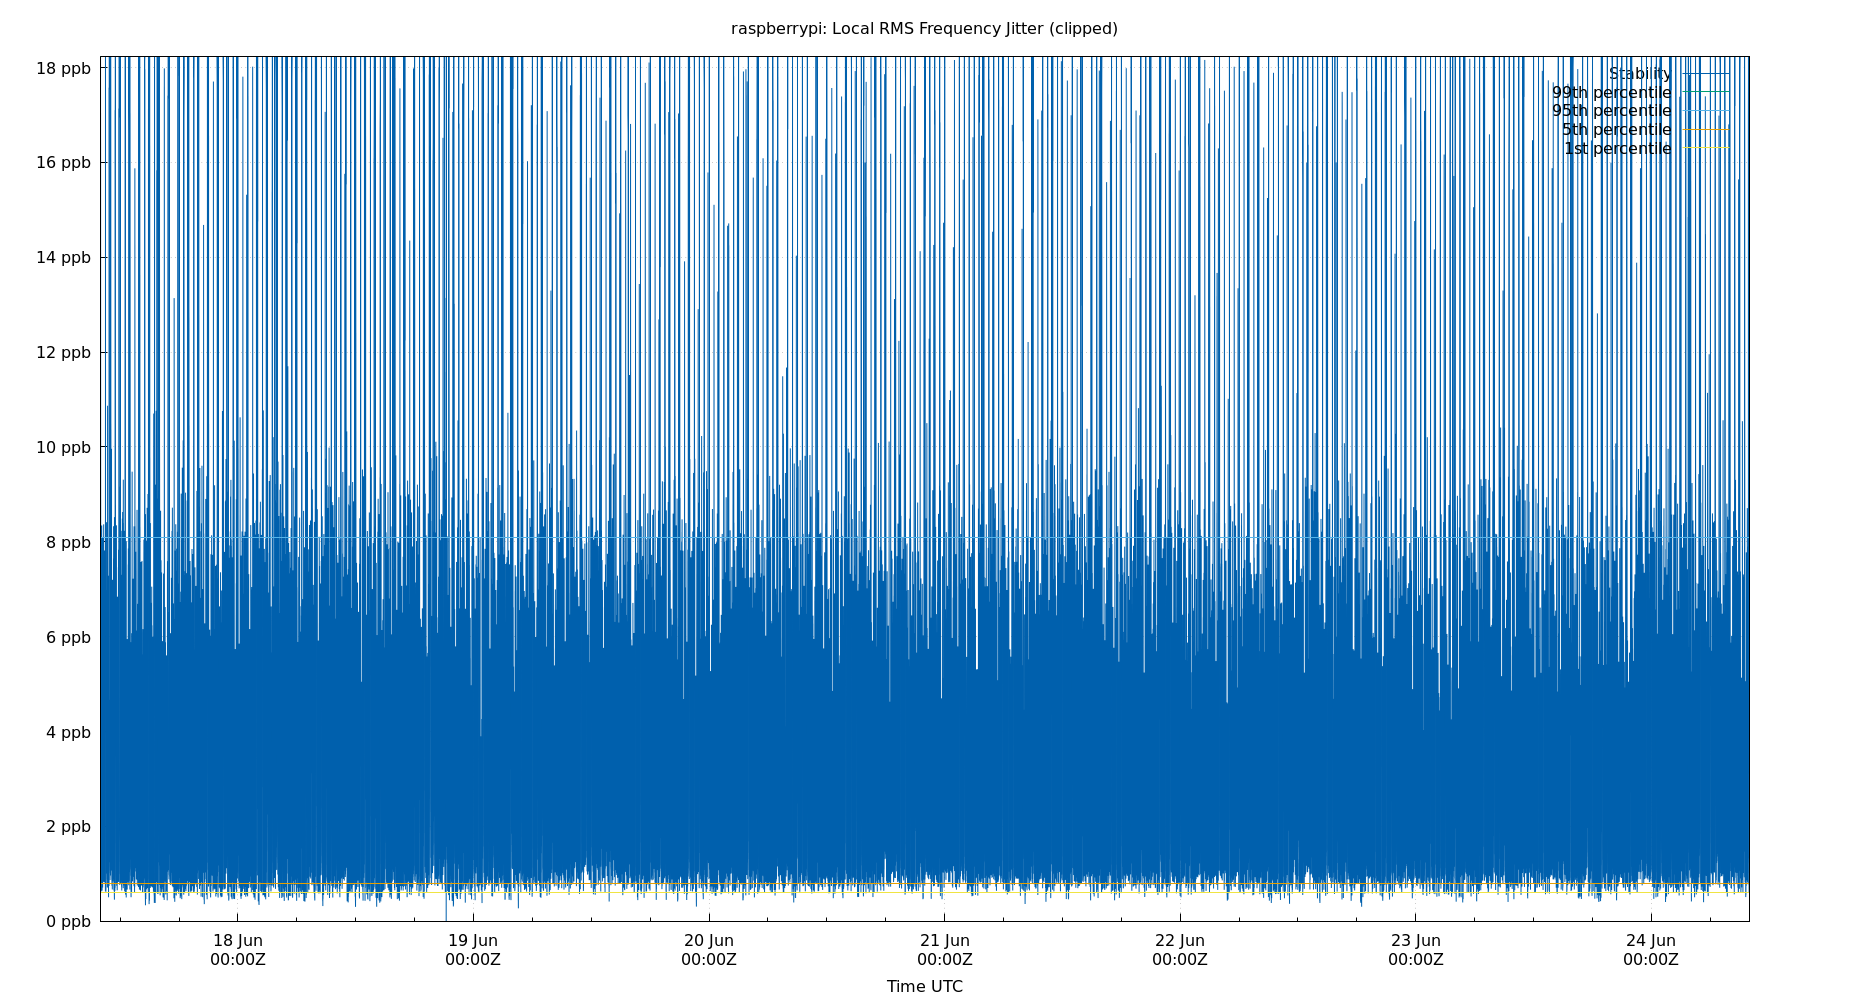 raspberrypi: Local RMS Frequency Jitter (clipped)
18 ppb
16 ppb
14 ppb
12 ppb
10 ppb
8 ppb
6 ppb
4 ppb
2 ppb
0 ppb
Stability
99th percentile
95th percentile
5th percentile
1st percentile
18 Jun 19 Jun 20 Jun 21 Jun 22 Jun 23 Jun 24 Jun
00:00Z 00:00Z 00:00Z 00:00Z 00:00Z 00:00Z 00:00Z
Time UTC